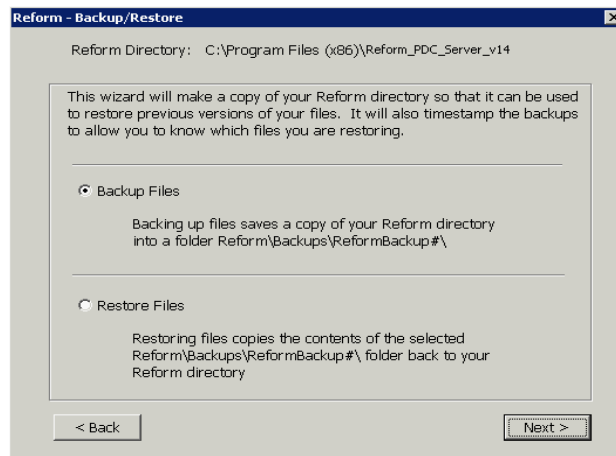 Reform - Backup/Restore
Reform Directory: C:\Program Files (x86)\Reform_PDC_Server_v14
This wizard will make a copy of your Reform directory so that it can be used
to restore previous versions of your files. It will also timestamp the backups
to allow you to know which files you are restoring.
Backup Files
Backing up files saves a copy of your Reform directory
into a folder Reform\Backups\ReformBackup#\
Restore Files
Restoring files copies the contents of the selected
Reform\Backups\ReformBackup#\ folder back to your
Reform directory
< Back
Next >